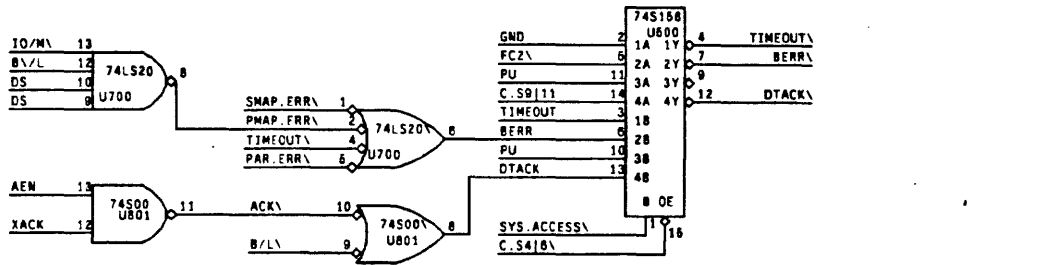 74S158
U600
GND 2 1A 1Y 4 TIMEOUT\
FC2\ 5 2A 2Y 7 BERR\
PU 11 3A 3Y 9
C.S9|11 14 4A 4Y 12 DTACK\
TIMEOUT 3 1B
BERR 6 2B
PU 10 3B
DTACK 13 4B
S OE
SYS.ACCESS\ 1 15
C.S4|6\
IO/M\ 13
B\/L 12
DS 10
DS 9
74LS20
U700
8
SMAP.ERR\ 1
PMAP.ERR\ 2
TIMEOUT\ 4
PAR.ERR\ 5
74LS20\
U700
6
AEN 13
XACK 12
74S00
U801
11
ACK\ 10
B/L\ 9
74S00\
U801
8